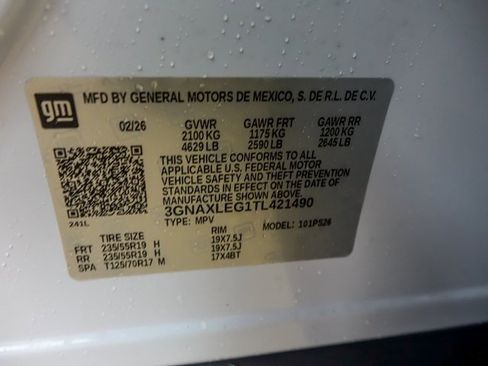 gm
MFD BY GENERAL MOTORS DE MEXICO, S. DE R.L. DE C.V.
02/26 GVWR GAWR FRT GAWR RR
2100 KG 1175 KG 1200 KG
4629 LB 2590 LB 2645 LB
THIS VEHICLE CONFORMS TO ALL
APPLICABLE U.S. FEDERAL MOTOR
VEHICLE SAFETY AND THEFT PREVENTION
STANDARDS IN EFFECT ON THE DATE OF
MANUFACTURE SHOWN ABOVE.
3GNAXLEG1TL421490
241L TYPE: MPV MODEL: 101PS26
TIRE SIZE RIM
FRT 235/55R19 H 19X7.5J
RR 235/55R19 H 19X7.5J
SPA T125/70R17 M 17X4BT